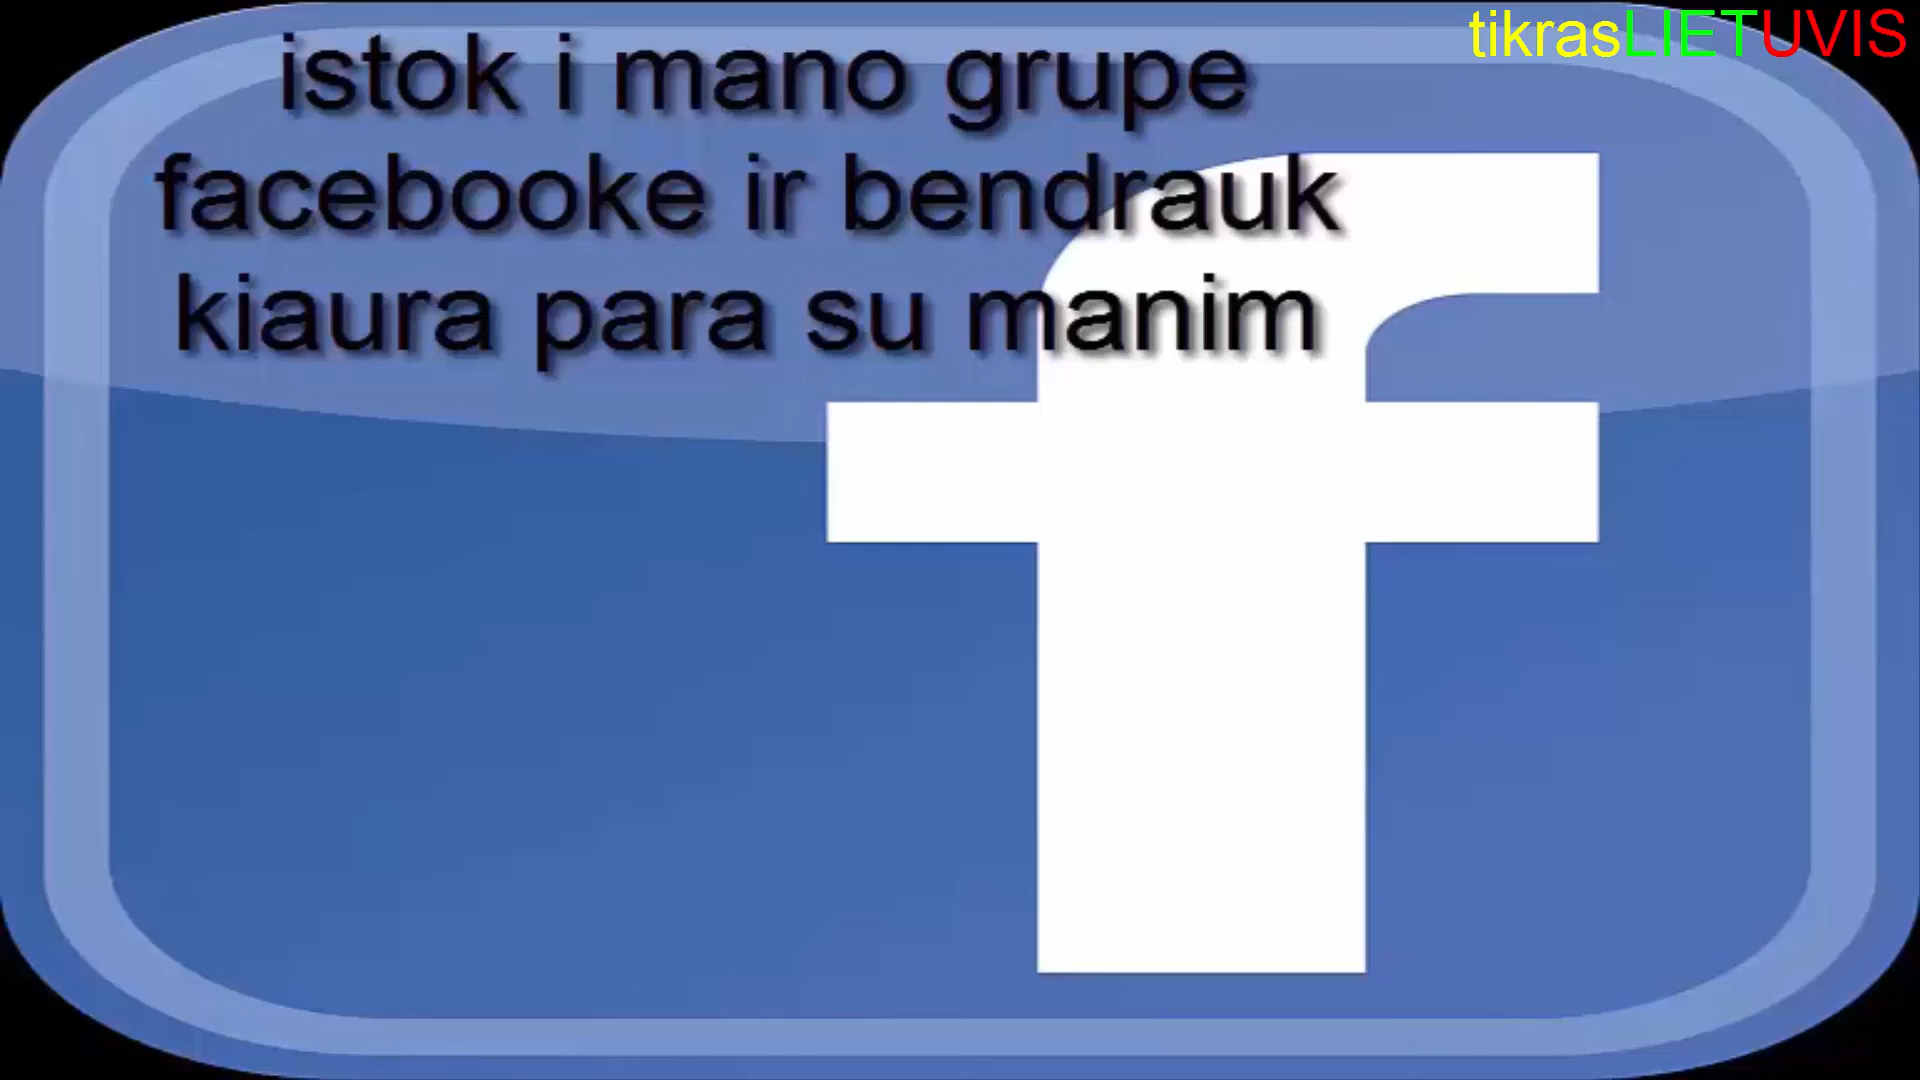 tikrasLIETUVIS
istok i mano grupe
facebooke ir bendrauk
kiaura para su manim
f